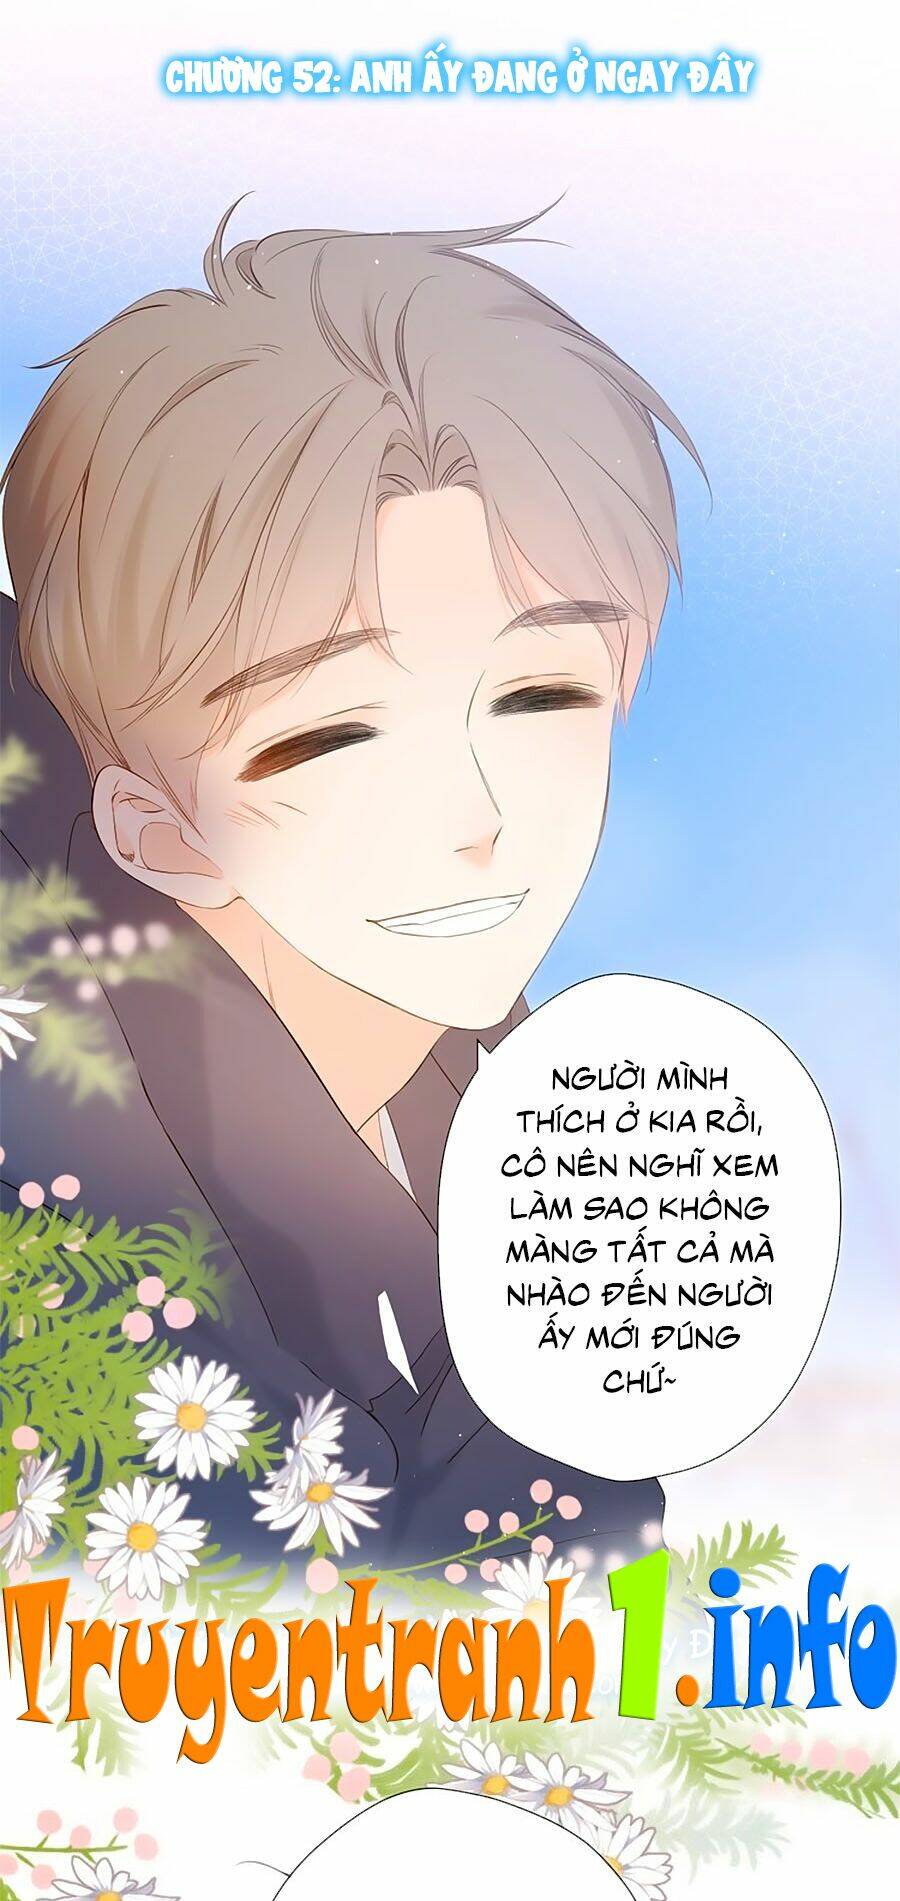 CHƯƠNG 52: ANH ẤY ĐANG Ở NGAY ĐÂY
NGƯỜI MÌNH
THÍCH Ở KIA RỒI,
CÔ NÊN NGHĨ XEM
LÀM SAO KHÔNG
MÀNG TẤT CẢ MÀ
NHÀO ĐẾN NGƯỜI
ẤY MỚI ĐÚNG
CHỨ~
Truyentranh1.info